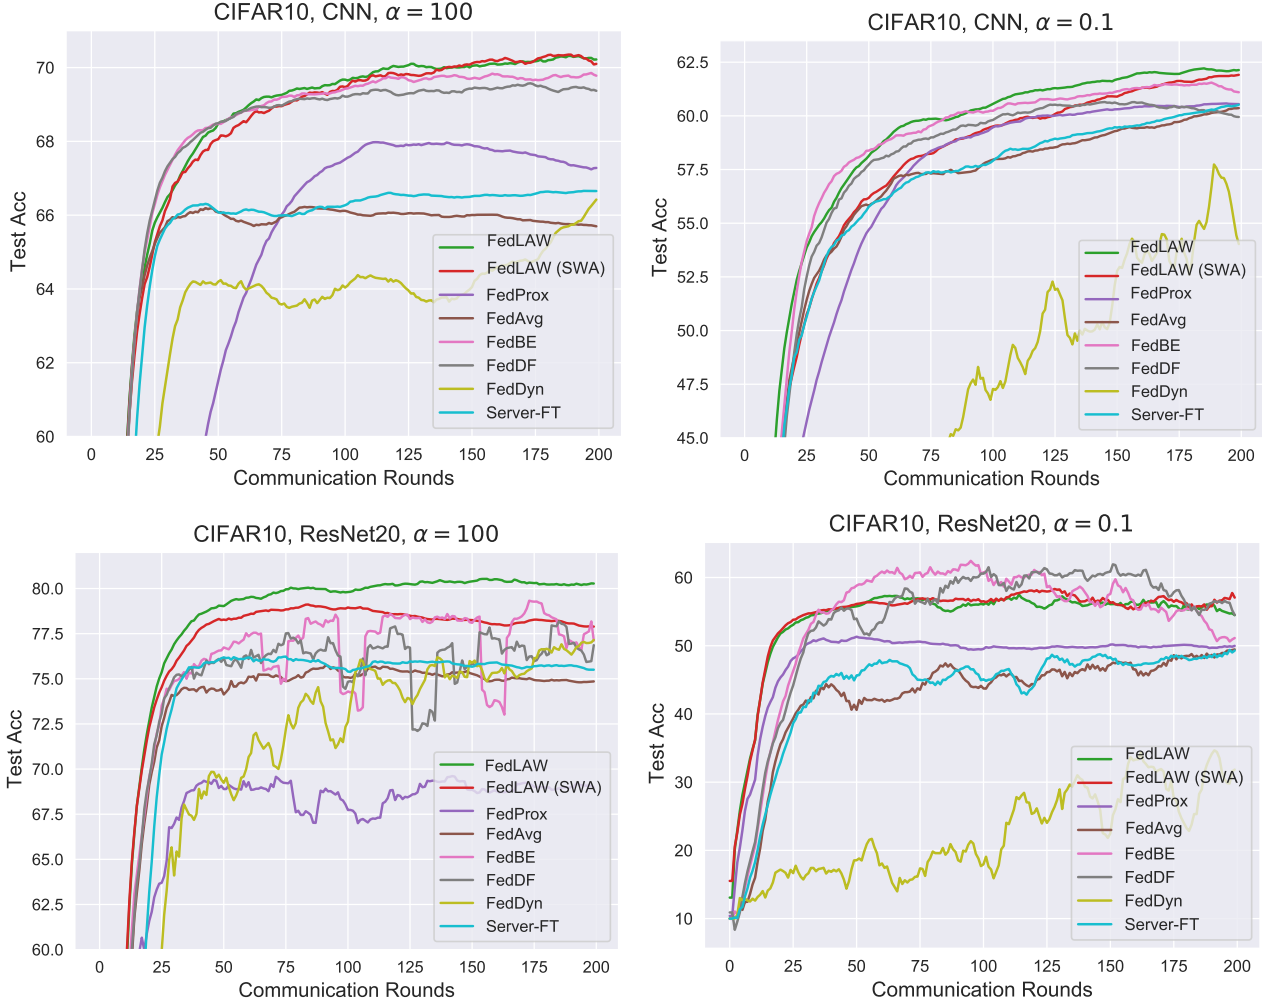 CIFAR10, CNN, α = 100
70
68
66
64
62
60
Test Acc
0 25 50 75 100 125 150 175 200
Communication Rounds
FedLAW
FedLAW (SWA)
FedProx
FedAvg
FedBE
FedDF
FedDyn
Server-FT
CIFAR10, CNN, α = 0.1
62.5
60.0
57.5
55.0
52.5
50.0
47.5
45.0
Test Acc
0 25 50 75 100 125 150 175 200
Communication Rounds
FedLAW
FedLAW (SWA)
FedProx
FedAvg
FedBE
FedDF
FedDyn
Server-FT
CIFAR10, ResNet20, α = 100
80.0
77.5
75.0
72.5
70.0
67.5
65.0
62.5
60.0
Test Acc
0 25 50 75 100 125 150 175 200
Communication Rounds
FedLAW
FedLAW (SWA)
FedProx
FedAvg
FedBE
FedDF
FedDyn
Server-FT
CIFAR10, ResNet20, α = 0.1
60
50
40
30
20
10
Test Acc
0 25 50 75 100 125 150 175 200
Communication Rounds
FedLAW
FedLAW (SWA)
FedProx
FedAvg
FedBE
FedDF
FedDyn
Server-FT